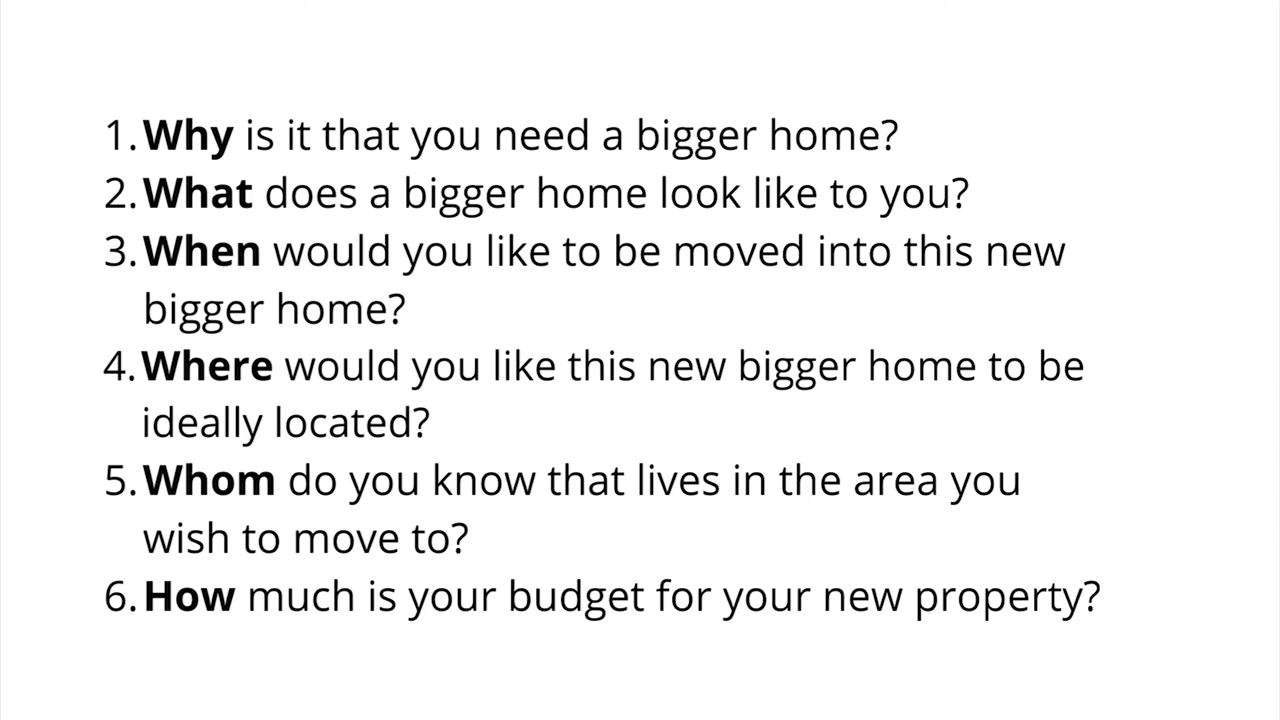 1. Why is it that you need a bigger home?
2. What does a bigger home look like to you?
3. When would you like to be moved into this new
bigger home?
4. Where would you like this new bigger home to be
ideally located?
5. Whom do you know that lives in the area you
wish to move to?
6. How much is your budget for your new property?